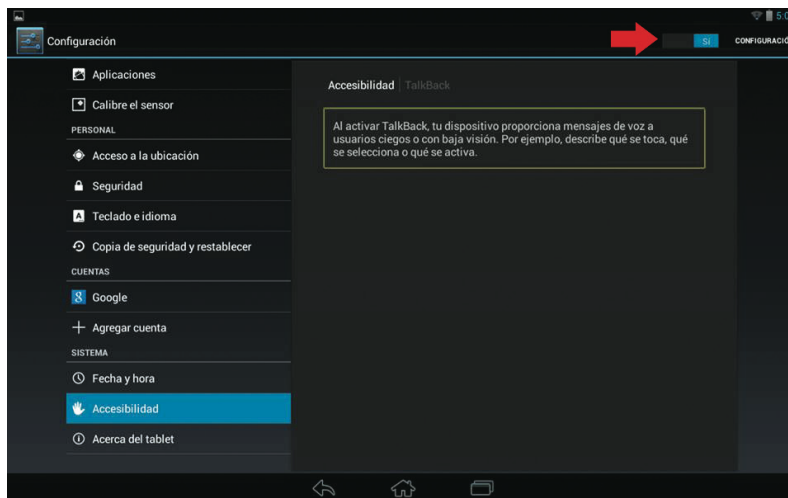 5:0
Configuración
Sí
CONFIGURACIÓ
Aplicaciones
Calibre el sensor
PERSONAL
Acceso a la ubicación
Seguridad
Teclado e idioma
Copia de seguridad y restablecer
CUENTAS
Google
Agregar cuenta
SISTEMA
Fecha y hora
Accesibilidad
Acerca del tablet
Accesibilidad TalkBack
Al activar TalkBack, tu dispositivo proporciona mensajes de voz a
usuarios ciegos o con baja visión. Por ejemplo, describe qué se toca, qué
se selecciona o qué se activa.